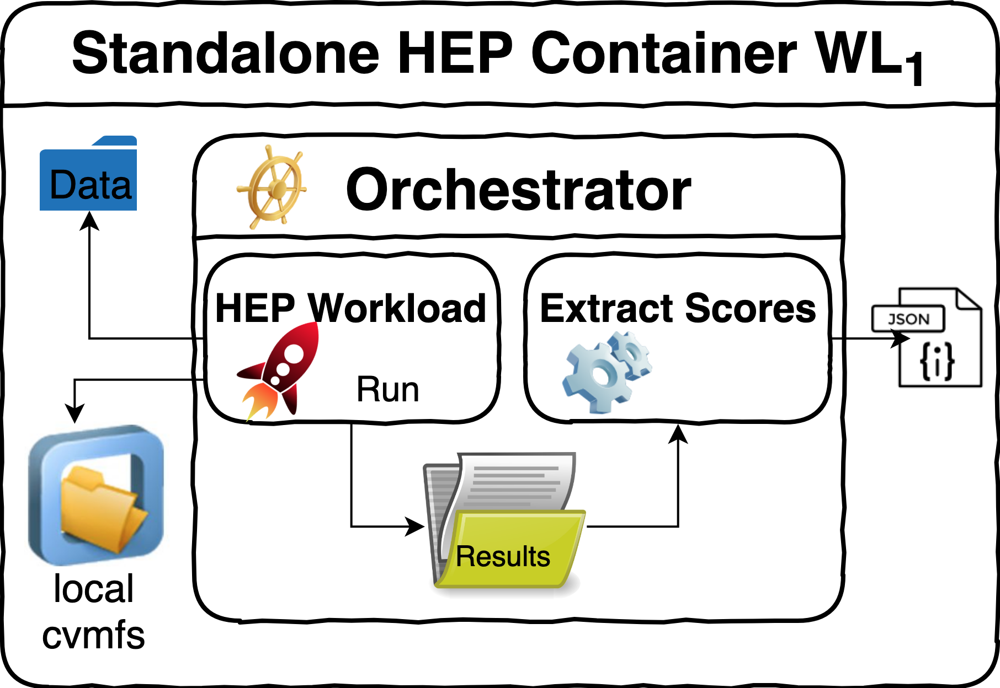 Standalone HEP Container WL₁
Data
Orchestrator
HEP Workload
Run
Extract Scores
JSON
{i}
Results
local
cvmfs